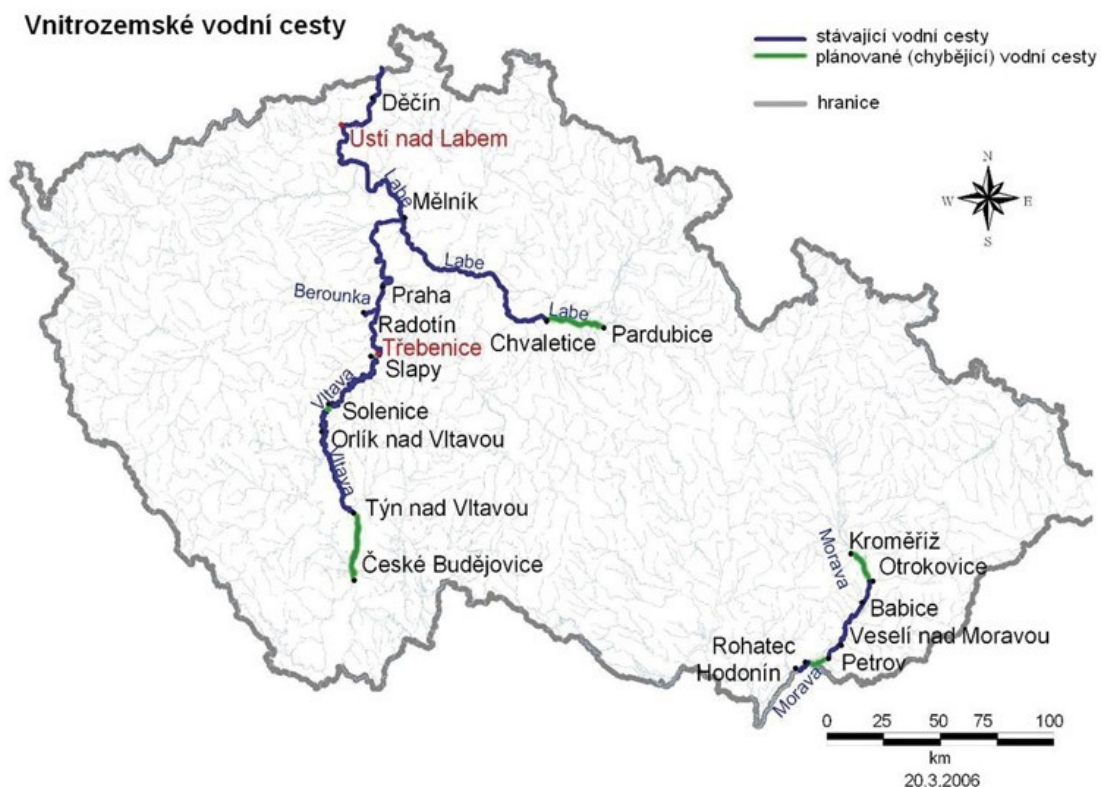 Vnitrozemské vodní cesty
stávající vodní cesty
plánované (chybějící) vodní cesty
hranice
Děčín
Ústí nad Labem
N
W E
S
Labe
Mělník
Labe
Berounka
Praha
Labe
Radotín
Chvaletice
Pardubice
Třebenice
Slapy
Vltava
Solenice
Orlík nad Vltavou
Vltava
Týn nad Vltavou
České Budějovice
Kroměříž
Morava
Otrokovice
Babice
Veselí nad Moravou
Rohatec
Petrov
Hodonín
Morava
0 25 50 75 100
km
20.3.2006